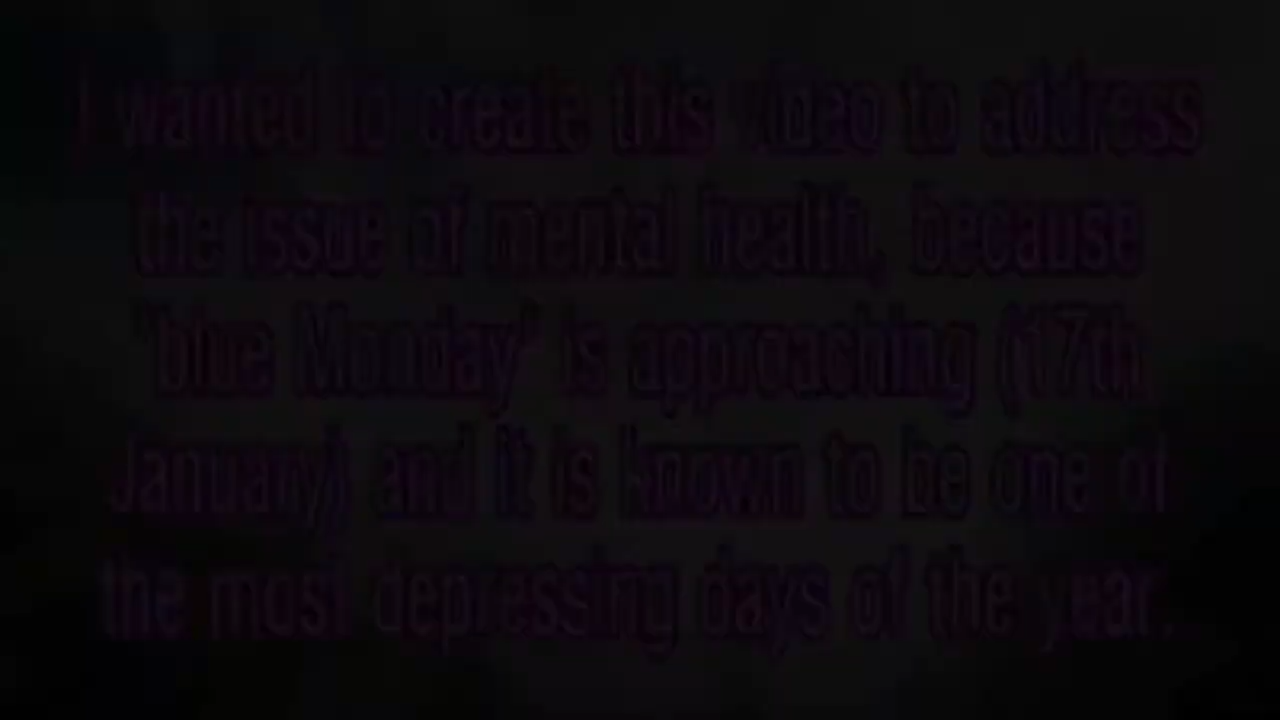 I wanted to create this video to address
the issue of mental health, because
'blue Monday' is approaching (17th
January) and it is known to be one of
the most depressing days of the year.